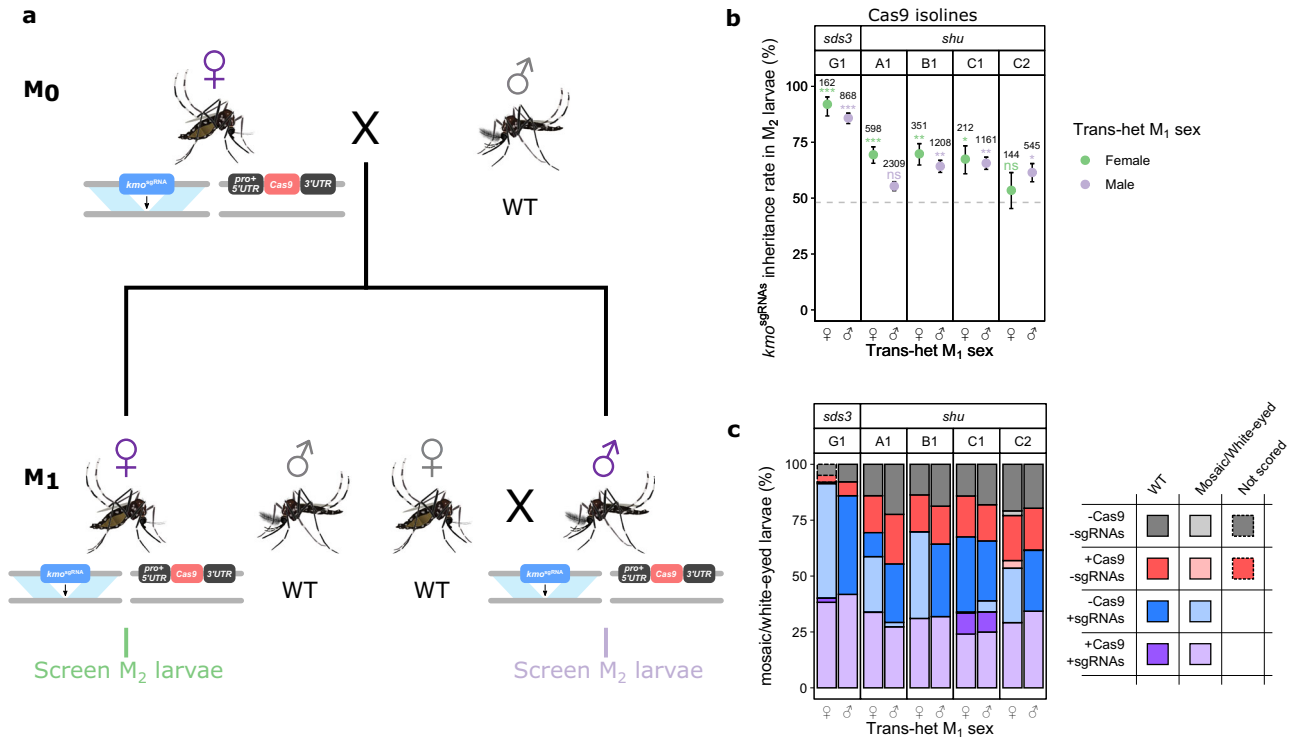 a
M0
♀
♂
X
kmo^sgRNA
pro+ 5'UTR
Cas9
3'UTR
WT
M1
♀
♂
♀
♂
X
kmo^sgRNA
pro+ 5'UTR
Cas9
3'UTR
WT
WT
kmo^sgRNA
pro+ 5'UTR
Cas9
3'UTR
Screen M2 larvae
Screen M2 larvae
b
Cas9 isolines
sds3
shu
G1
A1
B1
C1
C2
kmo^sgRNAs inheritance rate in M2 larvae (%)
100
75
50
25
0
162
***
868
***
598
***
2309
ns
351
**
1208
**
212
*
1161
**
144
ns
545
*
♀ ♂ ♀ ♂ ♀ ♂ ♀ ♂ ♀ ♂
Trans-het M1 sex
Trans-het M1 sex
Female
Male
c
sds3
shu
G1
A1
B1
C1
C2
mosaic/white-eyed larvae (%)
100
75
50
25
0
♀ ♂ ♀ ♂ ♀ ♂ ♀ ♂ ♀ ♂
Trans-het M1 sex
WT
Mosaic/White-eyed
Not scored
-Cas9
-sgRNAs
+Cas9
-sgRNAs
-Cas9
+sgRNAs
+Cas9
+sgRNAs